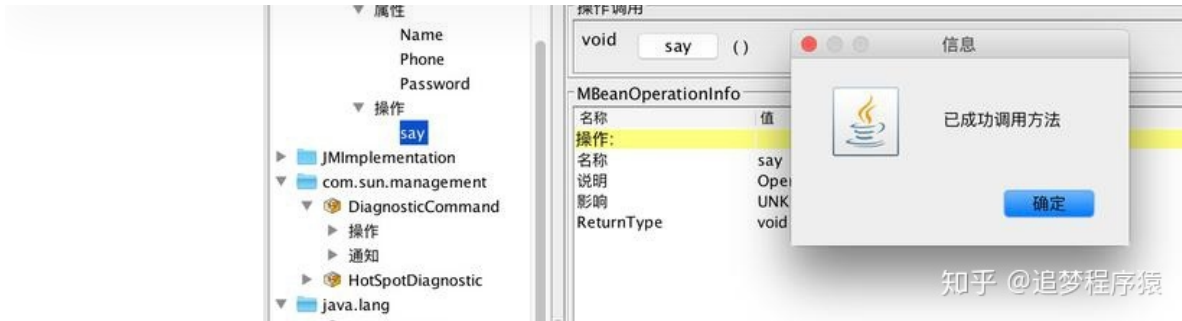 属性
Name
Phone
Password
操作
say
JMImplementation
com.sun.management
DiagnosticCommand
操作
通知
HotSpotDiagnostic
java.lang
操作调用
void say ()
MBeanOperationInfo
名称 值
操作:
名称 say
说明 Oper
影响 UNK
ReturnType void
信息
已成功调用方法
确定
知乎 @追梦程序猿